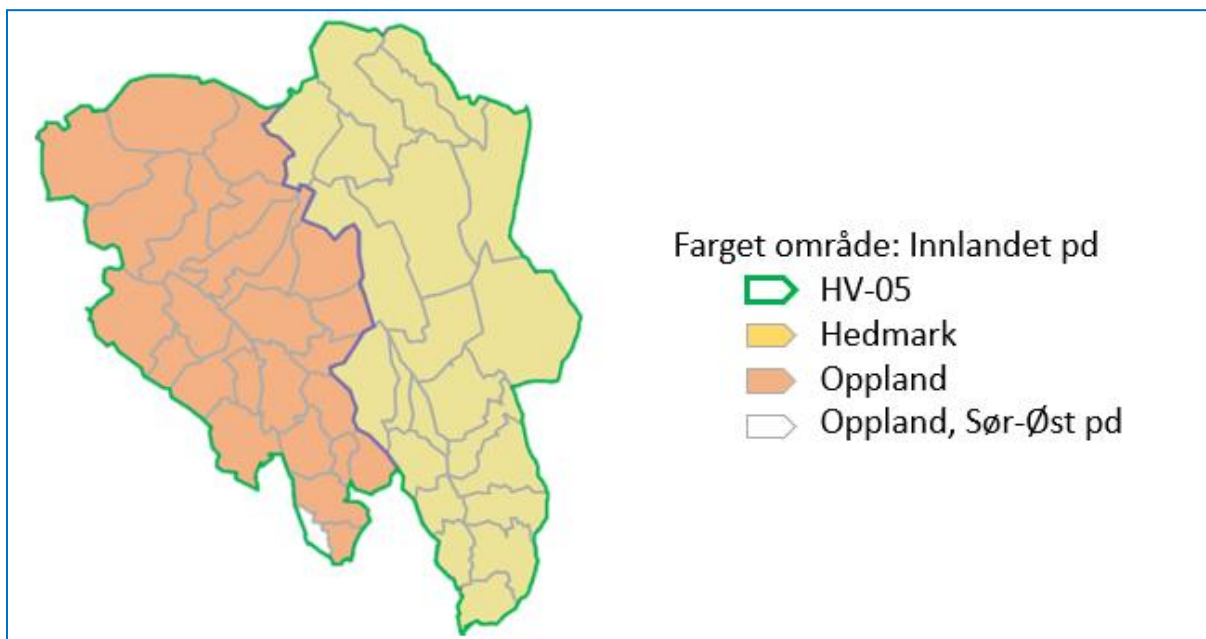 Farget område: Innlandet pd
HV-05
Hedmark
Oppland
Oppland, Sør-Øst pd